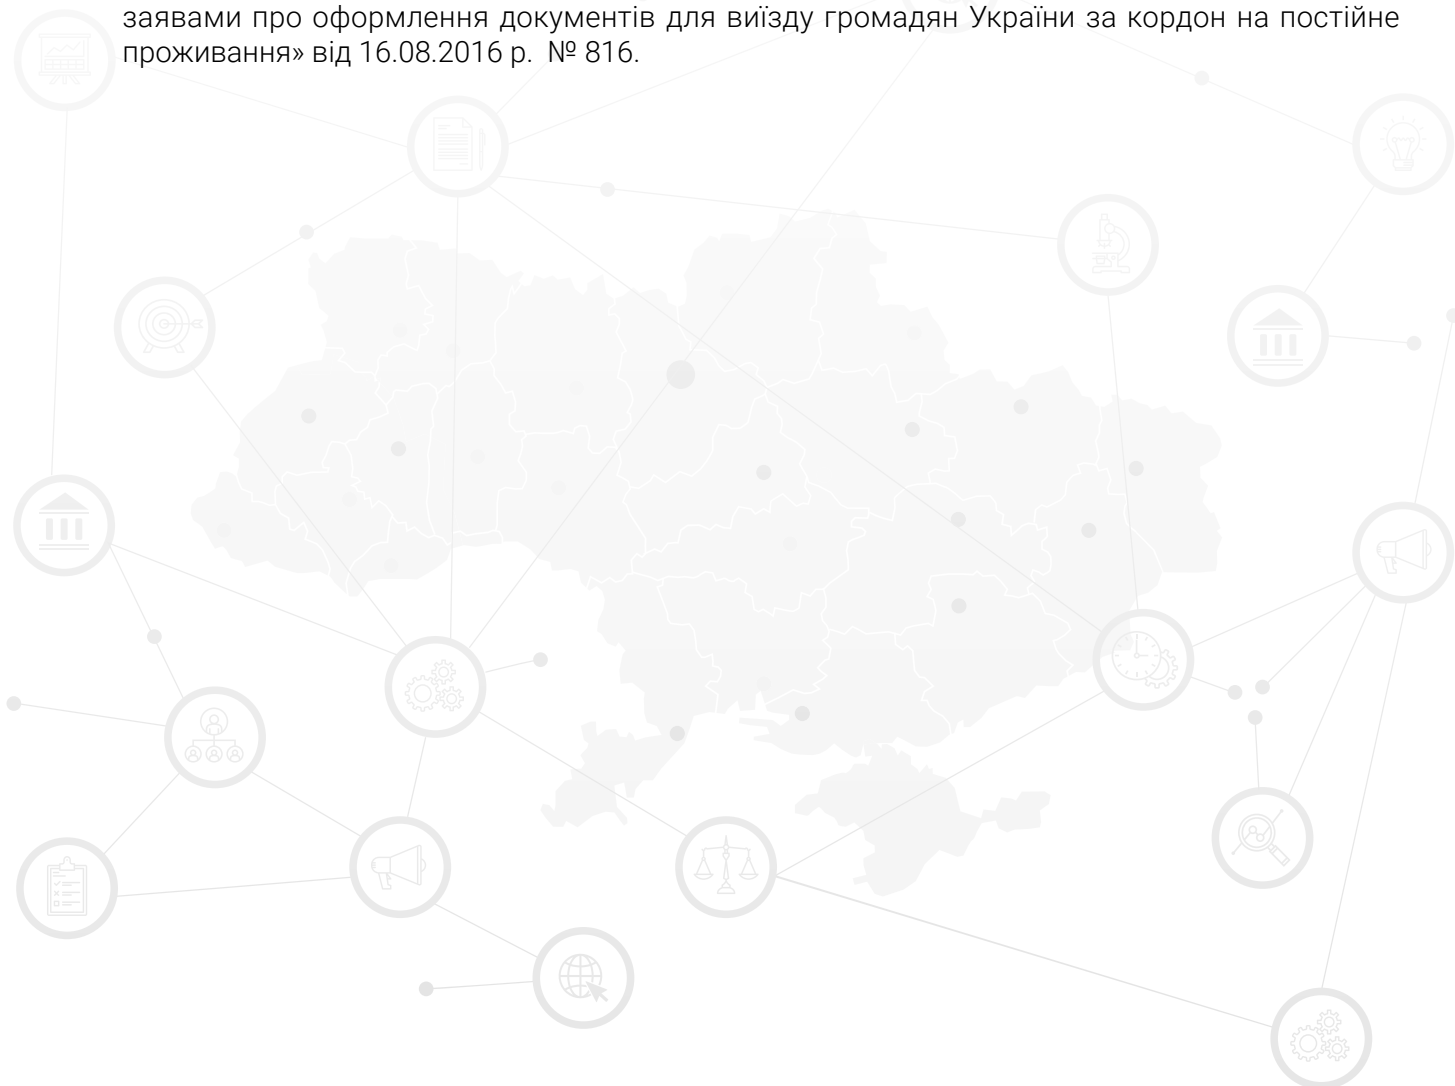 заявами про оформлення документів для виїзду громадян України за кордон на постійне
проживання» від 16.08.2016 р. № 816.